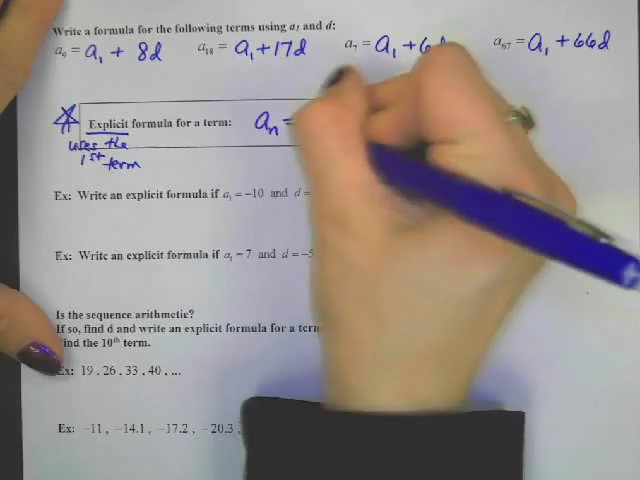 Write a formula for the following terms using a₁ and d:
a₉ = a₁ + 8d   a₁₈ = a₁ + 17d   a₇ = a₁ + 6d   a₆₇ = a₁ + 66d
Explicit formula for a term: aₙ =
uses the
1st term
Ex: Write an explicit formula if a₁ = −10 and d =
Ex: Write an explicit formula if a₁ = 7 and d = −5
Is the sequence arithmetic?
If so, find d and write an explicit formula for a term
Find the 10th term.
Ex: 19 , 26 , 33 , 40 , ...
Ex: −11 , −14.1 , −17.2 , −20.3 ,